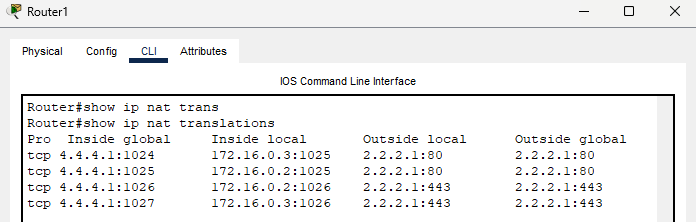 Router1
Physical Config CLI Attributes
IOS Command Line Interface
Router#show ip nat trans
Router#show ip nat translations
Pro  Inside global     Inside local       Outside local      Outside global
tcp 4.4.4.1:1024       172.16.0.3:1025    2.2.2.1:80         2.2.2.1:80
tcp 4.4.4.1:1025       172.16.0.2:1025    2.2.2.1:80         2.2.2.1:80
tcp 4.4.4.1:1026       172.16.0.2:1026    2.2.2.1:443        2.2.2.1:443
tcp 4.4.4.1:1027       172.16.0.3:1026    2.2.2.1:443        2.2.2.1:443